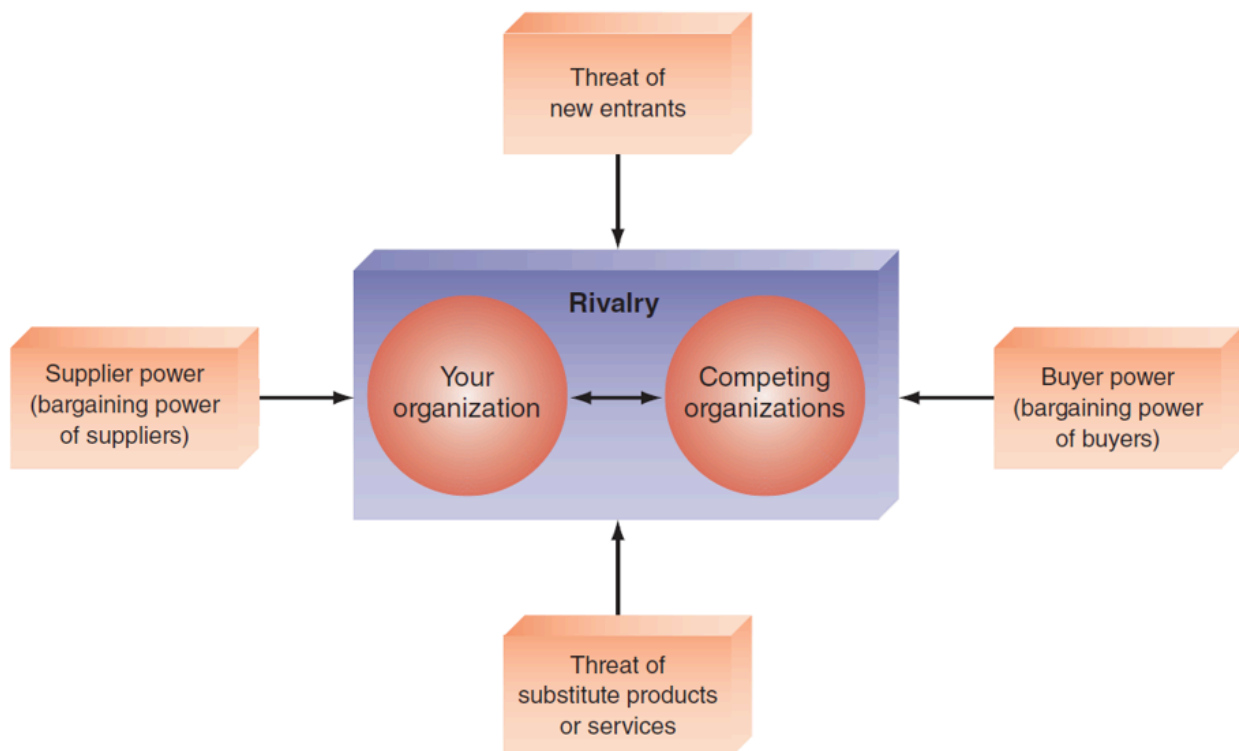 Threat of
new entrants
Rivalry
Supplier power
(bargaining power
of suppliers)
Your
organization
Competing
organizations
Buyer power
(bargaining power
of buyers)
Threat of
substitute products
or services